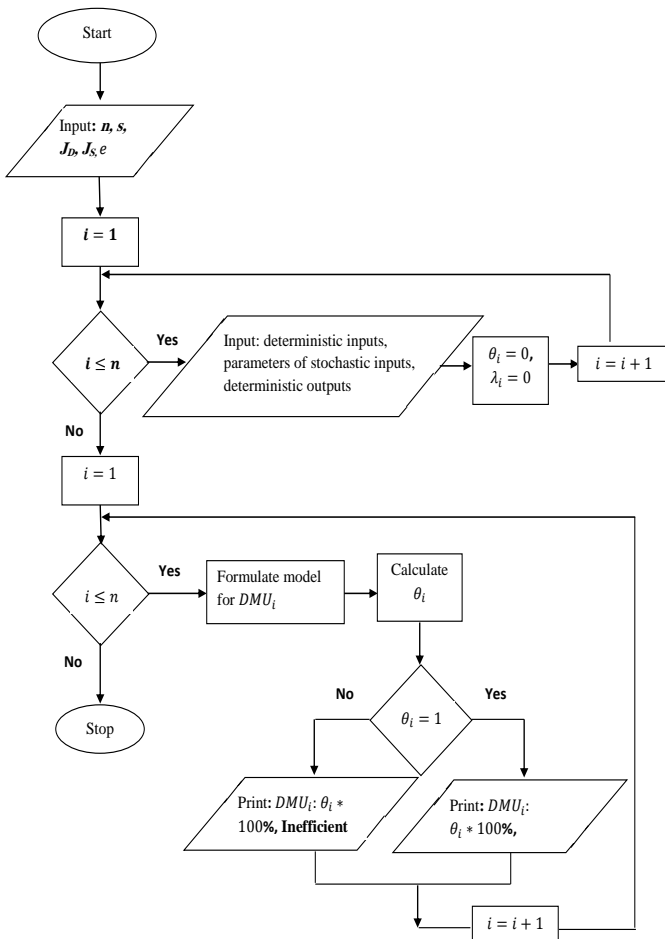 Start
Input: n, s,
J_D, J_S, e
i = 1
i ≤ n
Yes
Input: deterministic inputs,
parameters of stochastic inputs,
deterministic outputs
θ_i = 0,
λ_i = 0
i = i + 1
No
i = 1
i ≤ n
Yes
Formulate model
for DMU_i
Calculate
θ_i
No
Stop
θ_i = 1
No
Yes
Print: DMU_i: θ_i *
100%, Inefficient
Print: DMU_i:
θ_i * 100%,
i = i + 1